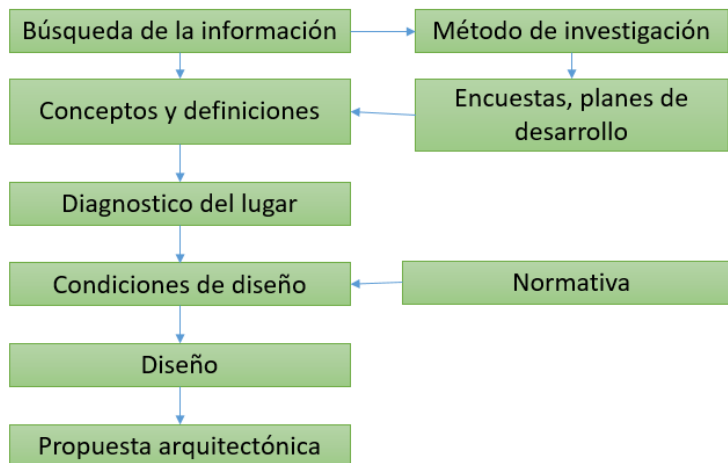 Búsqueda de la información
Método de investigación
Conceptos y definiciones
Encuestas, planes de
desarrollo
Diagnostico del lugar
Condiciones de diseño
Normativa
Diseño
Propuesta arquitectónica